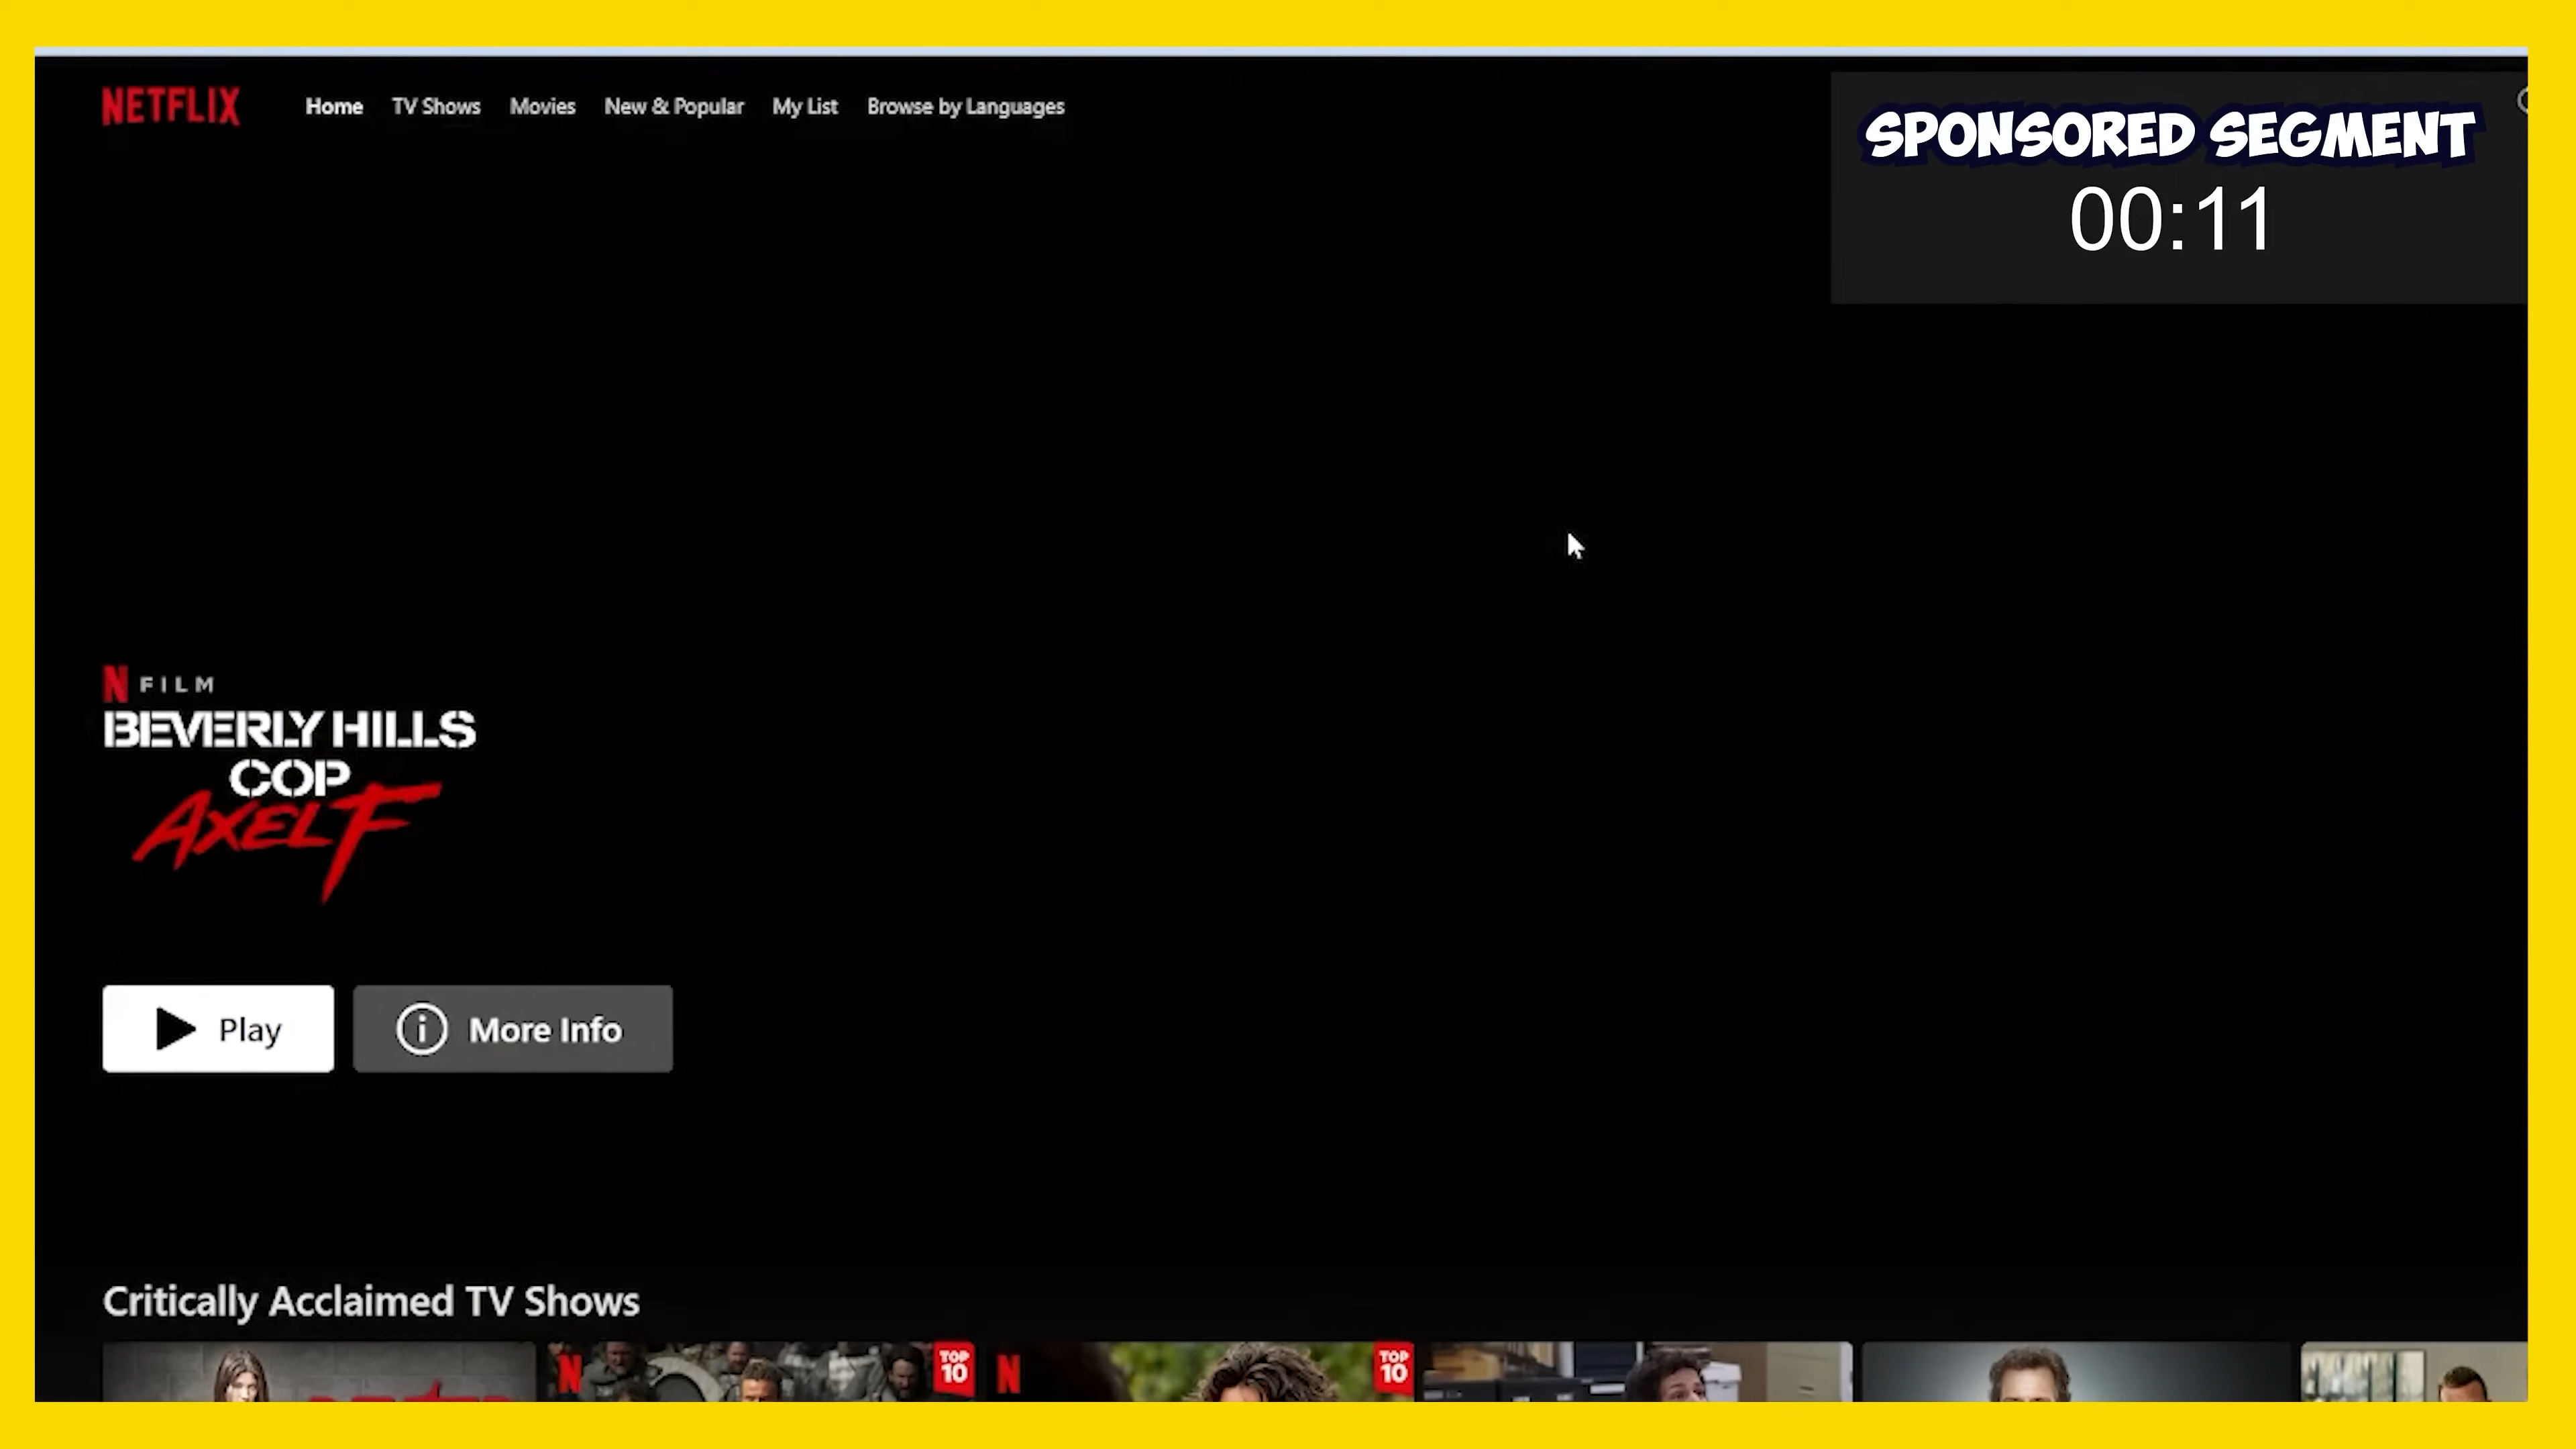 NETFLIX
Home TV Shows Movies New & Popular My List Browse by Languages
SPONSORED SEGMENT
00:11
N FILM
BEVERLY HILLS
COP
AXEL F
Play
More Info
Critically Acclaimed TV Shows
N
TOP
10
N
TOP
10